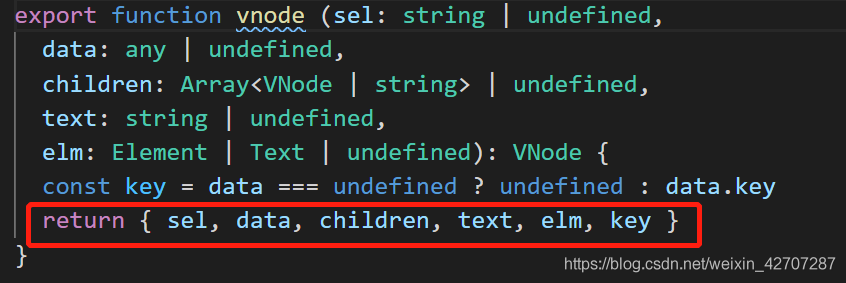 export function vnode (sel: string | undefined,
data: any | undefined,
children: Array<VNode | string> | undefined,
text: string | undefined,
elm: Element | Text | undefined): VNode {
const key = data === undefined ? undefined : data.key
return { sel, data, children, text, elm, key }
}
https://blog.csdn.net/weixin_42707287